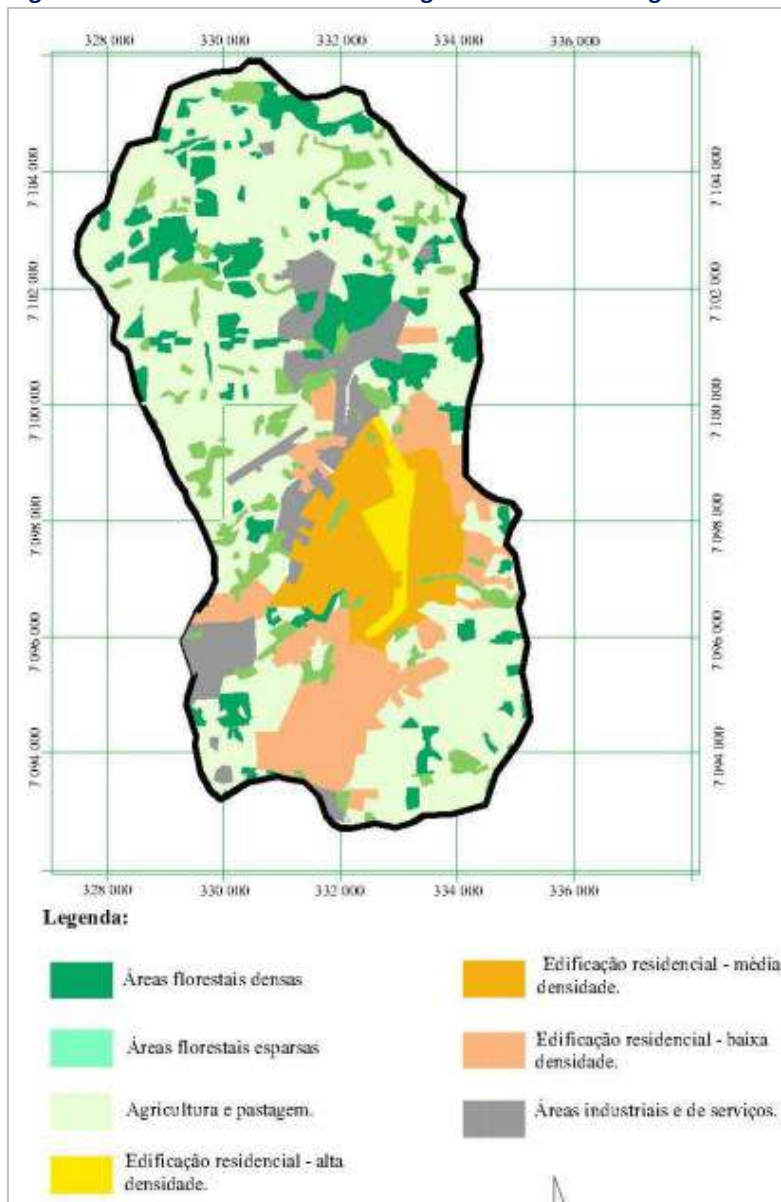 328 000 330 000 332 000 334 000 336 000
7 104 000 7 104 000
7 102 000 7 102 000
7 100 000 7 100 000
7 098 000 7 098 000
7 096 000 7 096 000
7 094 000 7 094 000
328 000 330 000 332 000 334 000 336 000
Legenda:
Áreas florestais densas
Áreas florestais esparsas
Agricultura e pastagem.
Edificação residencial - alta
densidade.
Edificação residencial - média
densidade.
Edificação residencial - baixa
densidade.
Áreas industriais e de serviços.